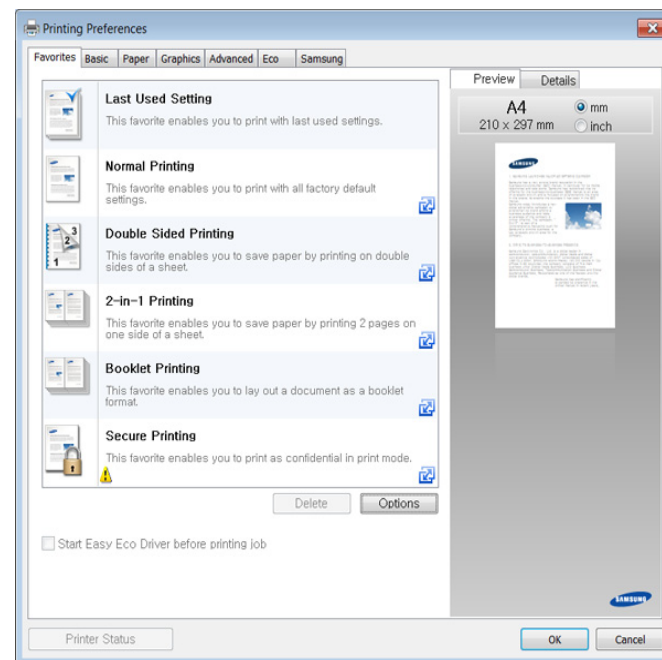 Printing Preferences
Favorites Basic Paper Graphics Advanced Eco Samsung
Last Used Setting
This favorite enables you to print with last used settings.
Normal Printing
This favorite enables you to print with all factory default
settings.
Double Sided Printing
This favorite enables you to save paper by printing on double
sides of a sheet.
2-in-1 Printing
This favorite enables you to save paper by printing 2 pages on
one side of a sheet.
Booklet Printing
This favorite enables you to lay out a document as a booklet
format.
Secure Printing
This favorite enables you to print as confidential in print mode.
Delete Options
Start Easy Eco Driver before printing job
Preview Details
A4
210 x 297 mm
mm
inch
SAMSUNG
SAMSUNG
Printer Status
OK Cancel